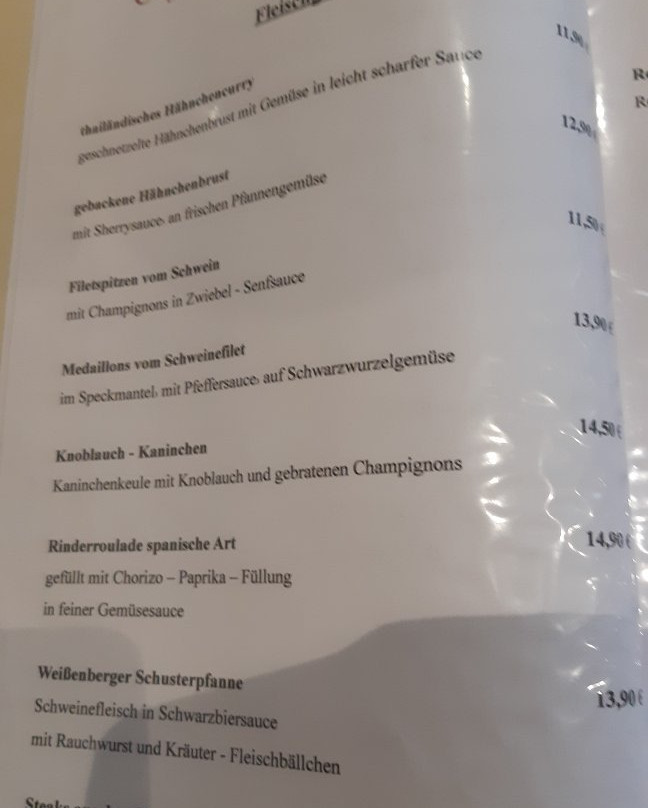 thailändisches Hähnchencurry
11,90 €
geschnetzelte Hähnchenbrust mit Gemüse in leicht scharfer Sauce
gebackene Hähnchenbrust
12,90 €
mit Sherrysauce, an frischen Pfannengemüse
Filetspitzen vom Schwein
11,50 €
mit Champignons in Zwiebel - Senfsauce
Medaillons vom Schweinefilet
13,90 €
im Speckmantel, mit Pfeffersauce, auf Schwarzwurzelgemüse
Knoblauch - Kaninchen
14,50 €
Kaninchenkeule mit Knoblauch und gebratenen Champignons
Rinderroulade spanische Art
14,90 €
gefüllt mit Chorizo – Paprika – Füllung
in feiner Gemüsesauce
Weißenberger Schusterpfanne
13,90 €
Schweinefleisch in Schwarzbiersauce
mit Rauchwurst und Kräuter - Fleischbällchen